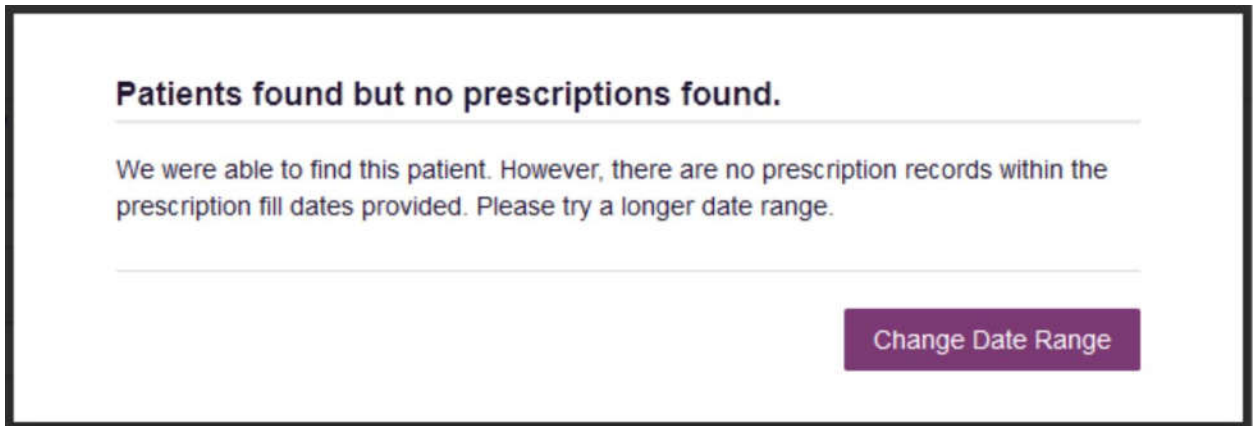 Patients found but no prescriptions found.
We were able to find this patient. However, there are no prescription records within the
prescription fill dates provided. Please try a longer date range.
Change Date Range